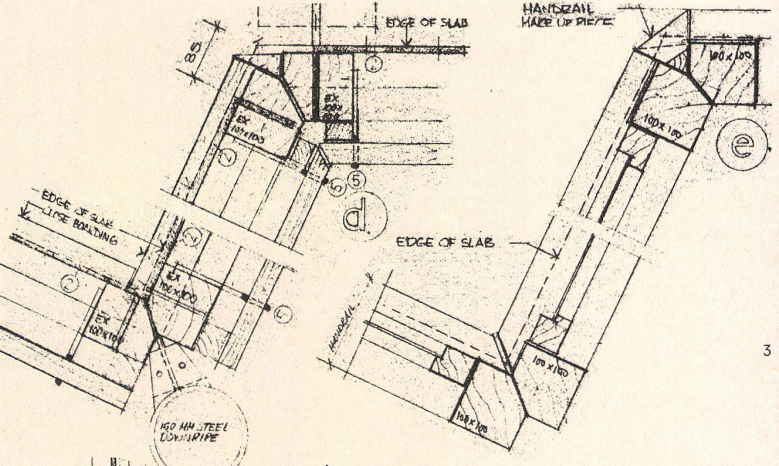 EDGE OF SLAB
HANDRAIL
MAKE UP PIECE
85
100 x 100
EX
EX
100 x 100
100 x 100
e
5
5
d.
EDGE OF SLAB
CLOSE BOARDING
EDGE OF SLAB
EX
100 x 100
EX
100 x 100
HANDRAIL
3
100 x 100
100 x 100
150 MM STEEL
DOWNPIPE